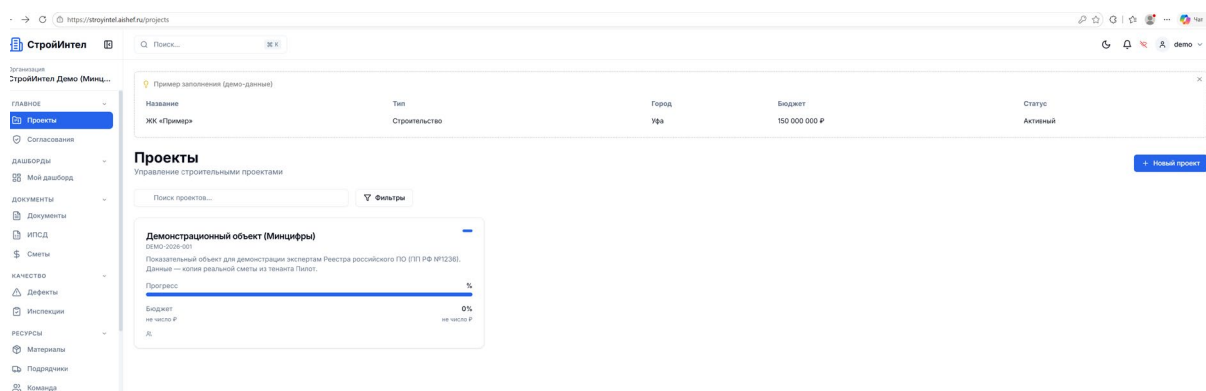 https://stroyintel.aishef.ru/projects
Чат
СтройИнтел
Поиск...
⌘ K
demo
Организация
СтройИнтел Демо (Минц...
ГЛАВНОЕ
Проекты
Согласования
ДАШБОРДЫ
Мой дашборд
ДОКУМЕНТЫ
Документы
ИПСД
Сметы
КАЧЕСТВО
Дефекты
Инспекции
РЕСУРСЫ
Материалы
Подрядчики
Команда
Пример заполнения (демо-данные)
Название Тип Город Бюджет Статус
ЖК «Пример» Строительство Уфа 150 000 000 ₽ Активный
Проекты
Управление строительными проектами
+ Новый проект
Поиск проектов...
Фильтры
Демонстрационный объект (Минцифры)
DEMO-2026-001
Показательный объект для демонстрации экспертам Реестра российского ПО (ПП РФ №1236).
Данные — копия реальной сметы из тенанта Пилот.
Прогресс %
Бюджет 0%
не число ₽ не число ₽